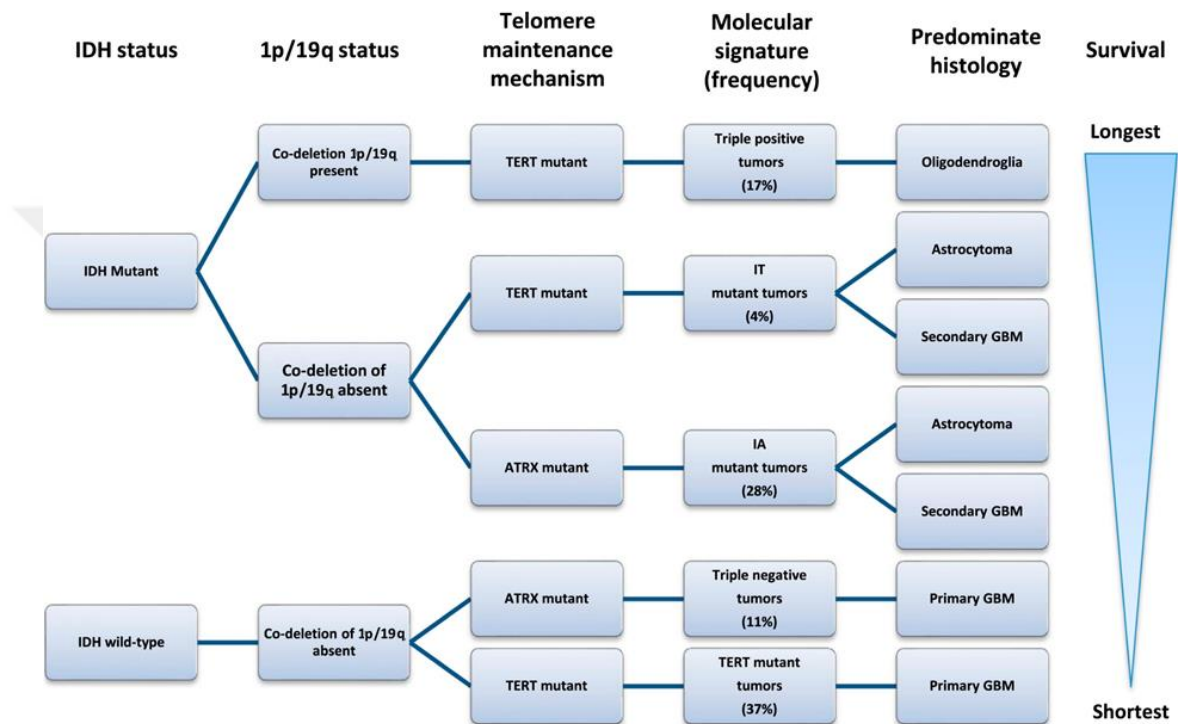 IDH status
1p/19q status
Telomere
maintenance
mechanism
Molecular
signature
(frequency)
Predominate
histology
Survival
Longest
Co-deletion 1p/19q
present
TERT mutant
Triple positive
tumors
(17%)
Oligodendroglia
IDH Mutant
Astrocytoma
TERT mutant
IT
mutant tumors
(4%)
Secondary GBM
Co-deletion of
1p/19q absent
Astrocytoma
ATRX mutant
IA
mutant tumors
(28%)
Secondary GBM
IDH wild-type
Co-deletion of 1p/19q
absent
ATRX mutant
Triple negative
tumors
(11%)
Primary GBM
TERT mutant
TERT mutant
tumors
(37%)
Primary GBM
Shortest